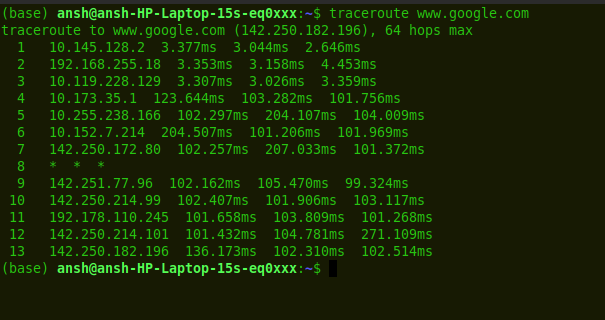 (base) ansh@ansh-HP-Laptop-15s-eq0xxx:~$ traceroute www.google.com
traceroute to www.google.com (142.250.182.196), 64 hops max
  1   10.145.128.2  3.377ms  3.044ms  2.646ms
  2   192.168.255.18  3.353ms  3.158ms  4.453ms
  3   10.119.228.129  3.307ms  3.026ms  3.359ms
  4   10.173.35.1  123.644ms  103.282ms  101.756ms
  5   10.255.238.166  102.297ms  204.107ms  104.009ms
  6   10.152.7.214  204.507ms  101.206ms  101.969ms
  7   142.250.172.80  102.257ms  207.033ms  101.372ms
  8   *  *  *
  9   142.251.77.96  102.162ms  105.470ms  99.324ms
 10   142.250.214.99  102.407ms  101.906ms  103.117ms
 11   192.178.110.245  101.658ms  103.809ms  101.268ms
 12   142.250.214.101  101.432ms  104.781ms  271.109ms
 13   142.250.182.196  136.173ms  102.310ms  102.514ms
(base) ansh@ansh-HP-Laptop-15s-eq0xxx:~$